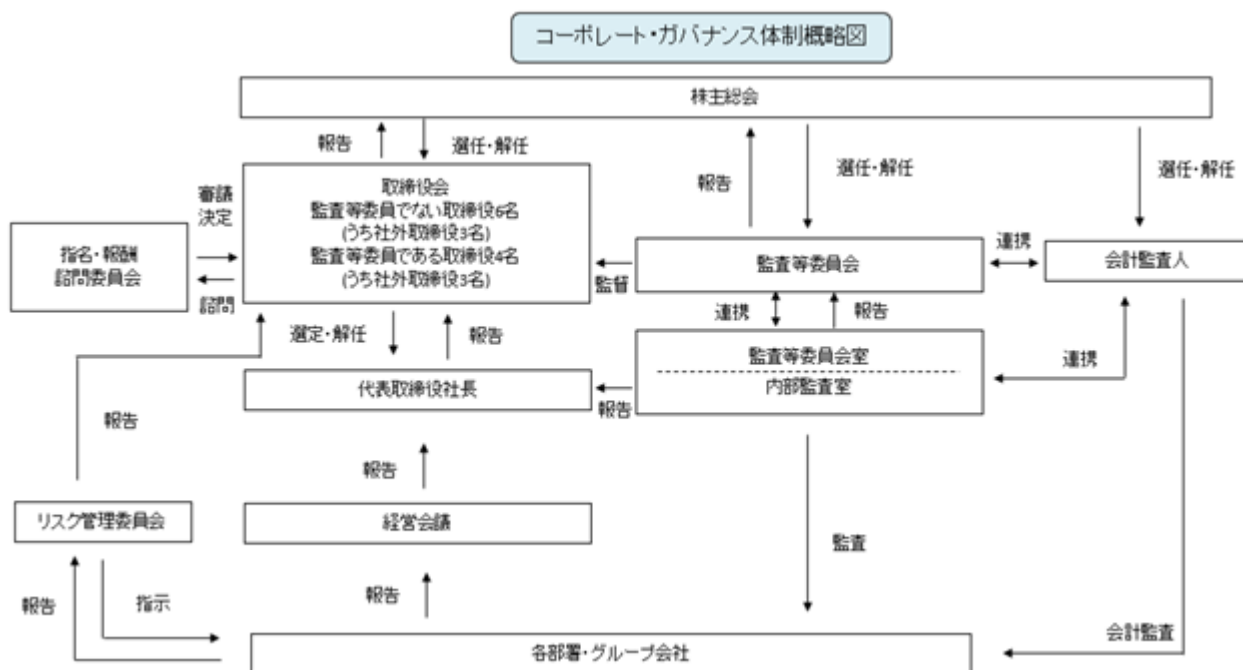 コーポレート・ガバナンス体制概略図
株主総会
報告
選任・解任
報告
選任・解任
選任・解任
取締役会
監査等委員でない取締役6名
(うち社外取締役3名)
監査等委員である取締役4名
(うち社外取締役3名)
審議
決定
指名・報酬
諮問委員会
諮問
監督
監査等委員会
連携
会計監査人
選定・解任
報告
連携
報告
監査等委員会室
内部監査室
連携
代表取締役社長
報告
報告
報告
リスク管理委員会
経営会議
監査
報告
指示
報告
会計監査
各部署・グループ会社